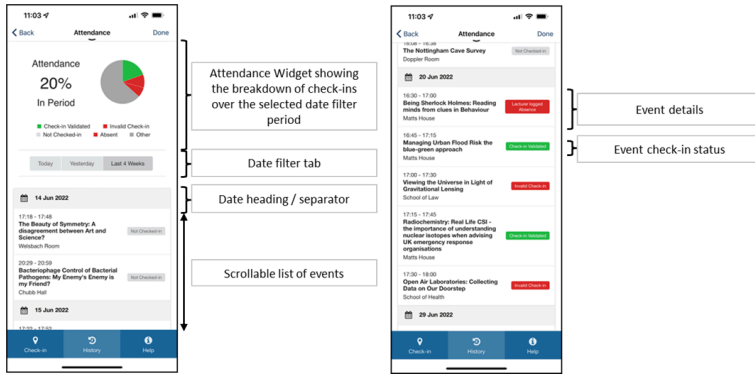 11:03
Back Attendance Done
Attendance
20%
In Period
Check-in Validated Invalid Check-in
Not Checked-in Absent Other
Today Yesterday Last 4 Weeks
14 Jun 2022
17:18 - 17:48
The Beauty of Symmetry: A
disagreement between Art and
Science?
Welsbach Room
Not Checked-in
20:29 - 20:59
Bacteriophage Control of Bacterial
Pathogens: My Enemy's Enemy is
my Friend?
Chubb Hall
Not Checked-in
15 Jun 2022
Check-in History Help
Attendance Widget showing
the breakdown of check-ins
over the selected date filter
period
Date filter tab
Date heading / separator
Scrollable list of events
11:03
Back Attendance Done
The Nottingham Cave Survey
Doppler Room
Not Checked-in
20 Jun 2022
16:30 - 17:00
Being Sherlock Holmes: Reading
minds from clues in Behaviour
Matts House
Lecturer logged
Absence
16:45 - 17:15
Managing Urban Flood Risk the
blue-green approach
Matts House
Check-in Validated
17:00 - 17:30
Viewing the Universe in Light of
Gravitational Lensing
School of Law
Invalid Check-in
17:15 - 17:45
Radiochemistry: Real Life CSI -
the importance of understanding
nuclear isotopes when advising
UK emergency response
organisations
Matts House
Check-in Validated
17:30 - 18:00
Open Air Laboratories: Collecting
Data on Our Doorstep
School of Health
Invalid Check-in
29 Jun 2022
Check-in History Help
Event details
Event check-in status